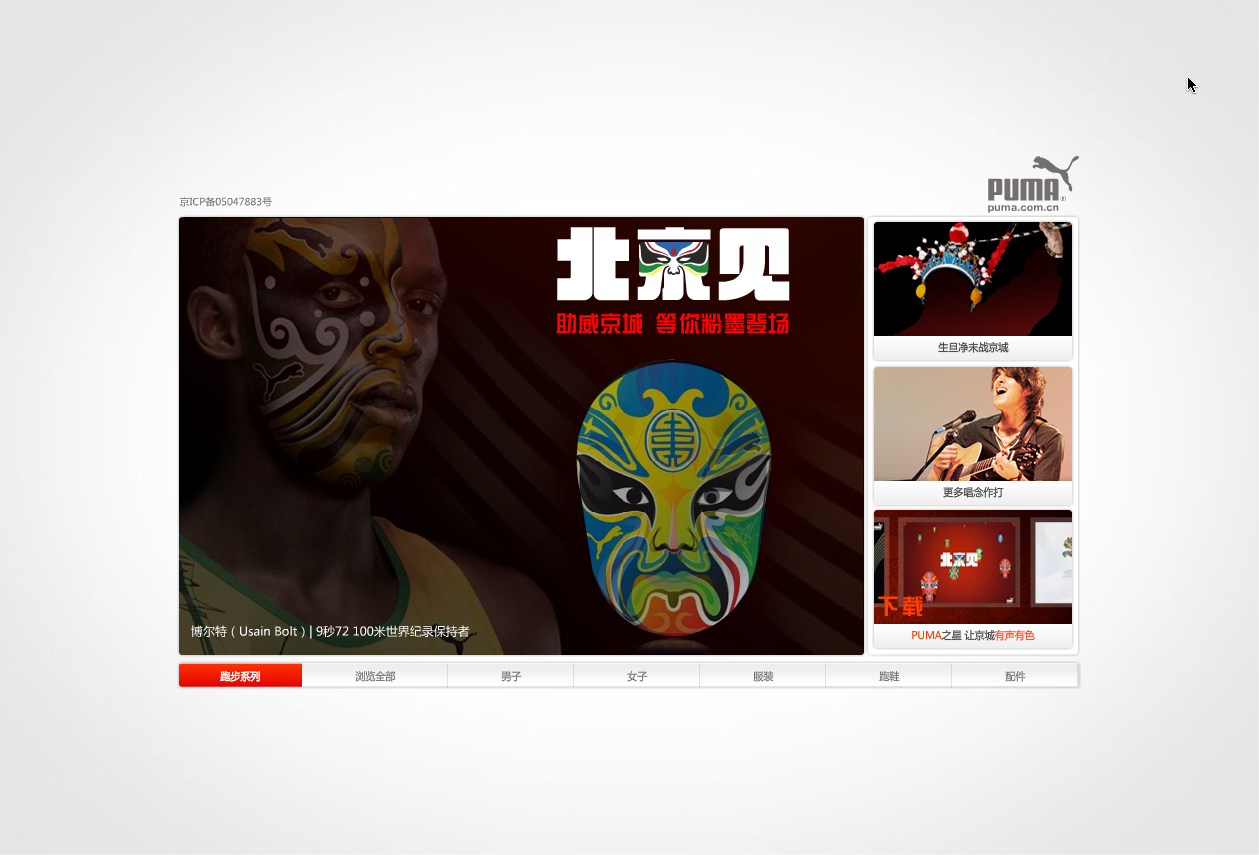 京ICP备05047883号
PUMA®
puma.com.cn
北京见
助威京城 等你粉墨登场
博尔特（Usain Bolt）| 9秒72 100米世界纪录保持者
生旦净末战京城
更多唱念作打
北京见
下载
PUMA之星 让京城有声有色
跑步系列
浏览全部
男子
女子
服装
跑鞋
配件